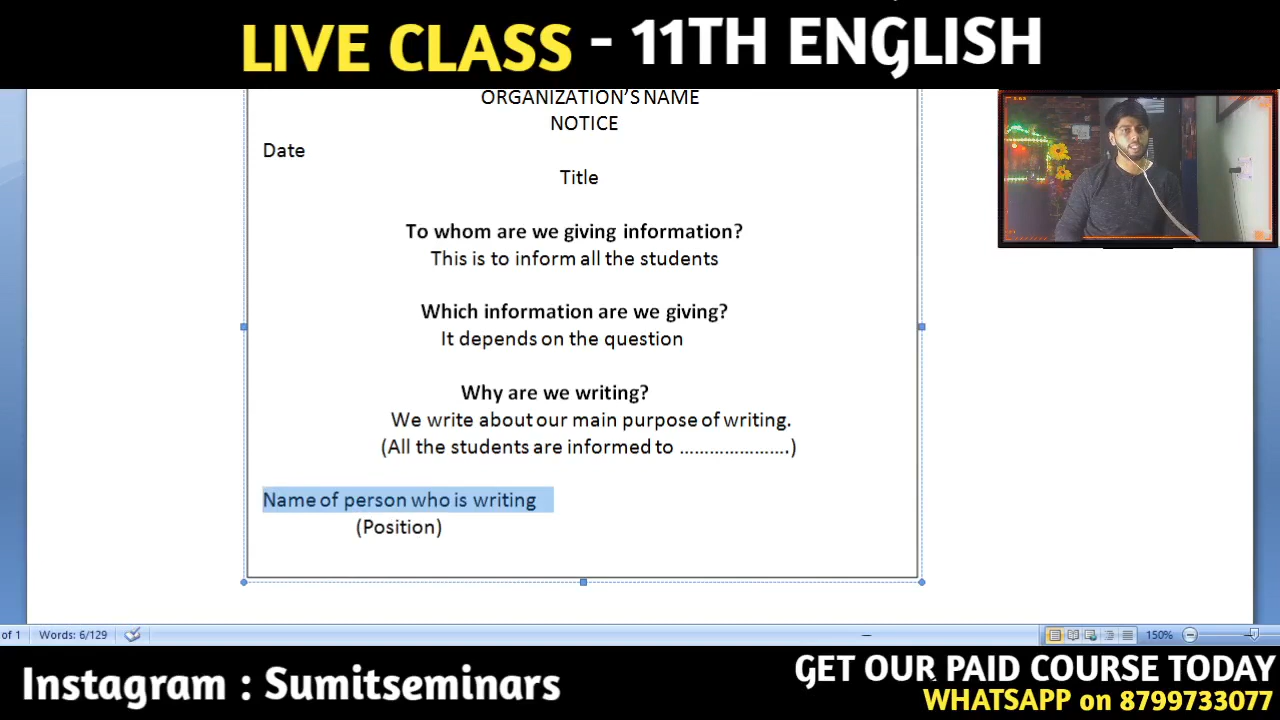 LIVE CLASS - 11TH ENGLISH
ORGANIZATION'S NAME
NOTICE
Date
Title
To whom are we giving information?
This is to inform all the students
Which information are we giving?
It depends on the question
Why are we writing?
We write about our main purpose of writing.
(All the students are informed to ………………….)
Name of person who is writing
(Position)
of 1 Words: 6/129 150%
Instagram : Sumitseminars
GET OUR PAID COURSE TODAY
WHATSAPP on 8799733077